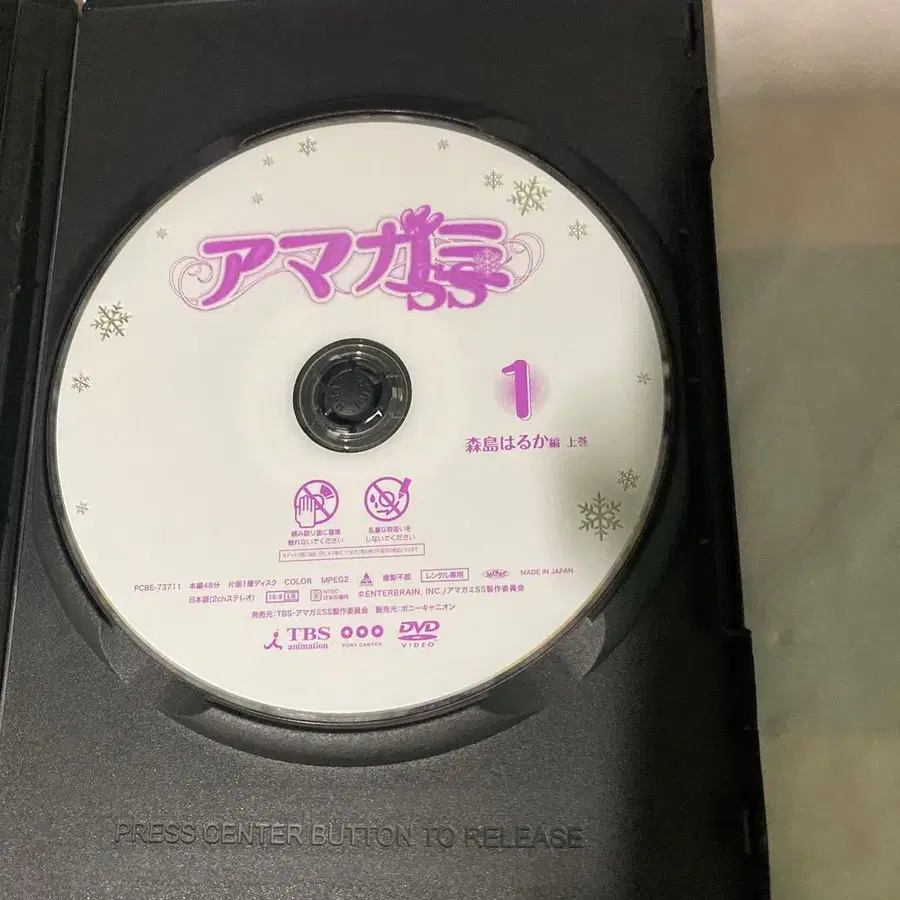 アマガミSS
1
森島はるか編 上巻
読み取り面に直接
触れないでください
乱暴な取扱いを
しないでください
PCBE-73711 本編48分 片面1層ディスク COLOR MPEG2 複製不能 レンタル専用 MADE IN JAPAN
日本語(2chステレオ) 16:9 LB 2 NTSC 日本市場向 ©ENTERBRAIN, INC./アマガミSS製作委員会
発売元:TBS・アマガミSS製作委員会 販売元:ポニーキャニオン
TBS animation PONY CANYON DVD VIDEO
PRESS CENTER BUTTON TO RELEASE